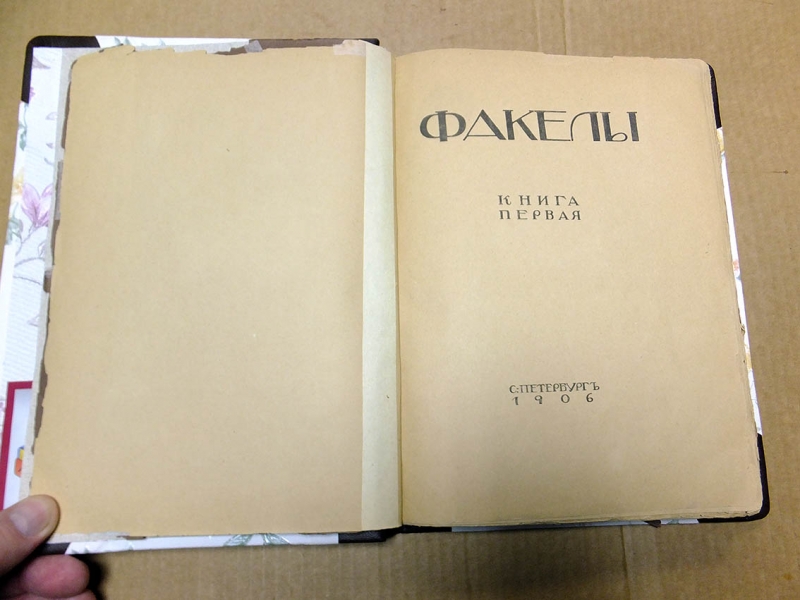 ФАКЕЛЫ
КНИГА
ПЕРВАЯ
С.-ПЕТЕРБУРГЪ
1906